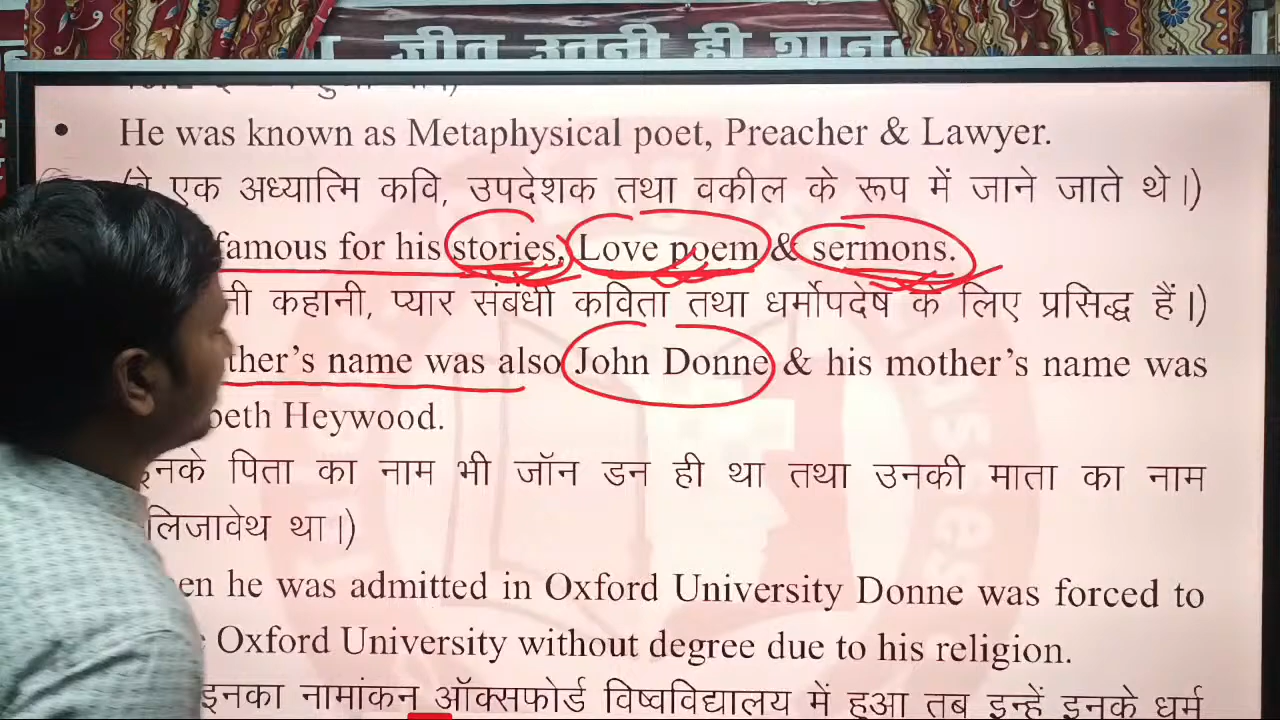 जीत उतनी ही शान
He was known as Metaphysical poet, Preacher & Lawyer.
एक अध्यात्मि कवि, उपदेशक तथा वकील के रूप में जाने जाते थे।)
famous for his stories, Love poem & sermons.
कहानी, प्यार संबंधी कविता तथा धर्मोपदेष के लिए प्रसिद्ध हैं।)
ther’s name was also John Donne & his mother’s name was
beth Heywood.
इनके पिता का नाम भी जॉन डन ही था तथा उनकी माता का नाम
लिजावेथ था।)
en he was admitted in Oxford University Donne was forced to
Oxford University without degree due to his religion.
इनका नामांकन ऑक्सफोर्ड विष्वविद्यालय में हुआ तब इन्हें इनके धर्म